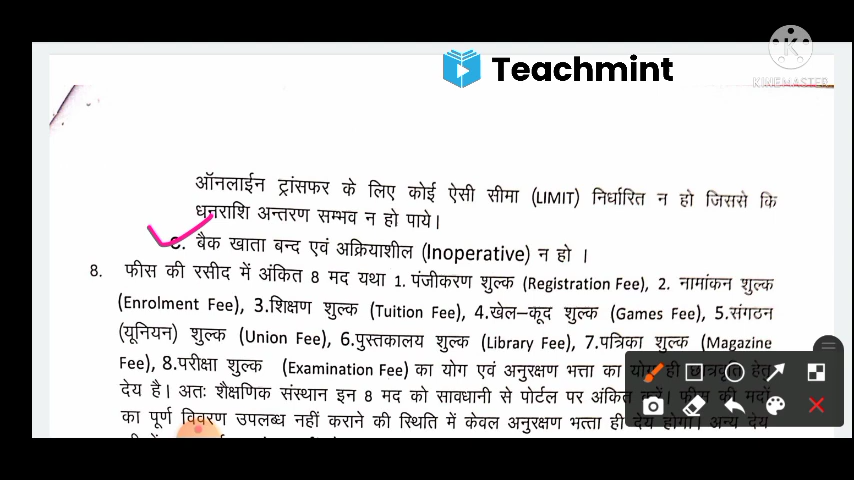 Teachmint
KINEMASTER
ऑनलाईन ट्रांसफर के लिए कोई ऐसी सीमा (LIMIT) निर्धारित न हो जिससे कि
धनराशि अन्तरण सम्भव न हो पाये।
बैक खाता बन्द एवं अक्रियाशील (Inoperative) न हो ।
8. फीस की रसीद में अंकित 8 मद यथा 1. पंजीकरण शुल्क (Registration Fee), 2. नामांकन शुल्क
(Enrolment Fee), 3.शिक्षण शुल्क (Tuition Fee), 4.खेल–कूद शुल्क (Games Fee), 5.संगठन
(यूनियन) शुल्क (Union Fee), 6.पुस्तकालय शुल्क (Library Fee), 7.पत्रिका शुल्क (Magazine
Fee), 8.परीक्षा शुल्क (Examination Fee) का योग एवं अनुरक्षण भत्ता का योग ही छात्रवृति हेतु
देय है। अतः शैक्षणिक संस्थान इन 8 मद को सावधानी से पोर्टल पर अंकित करें। फीस की मदों
का पूर्ण विवरण उपलब्ध नहीं कराने की स्थिति में केवल अनुरक्षण भत्ता ही देय होगा। अन्य देय